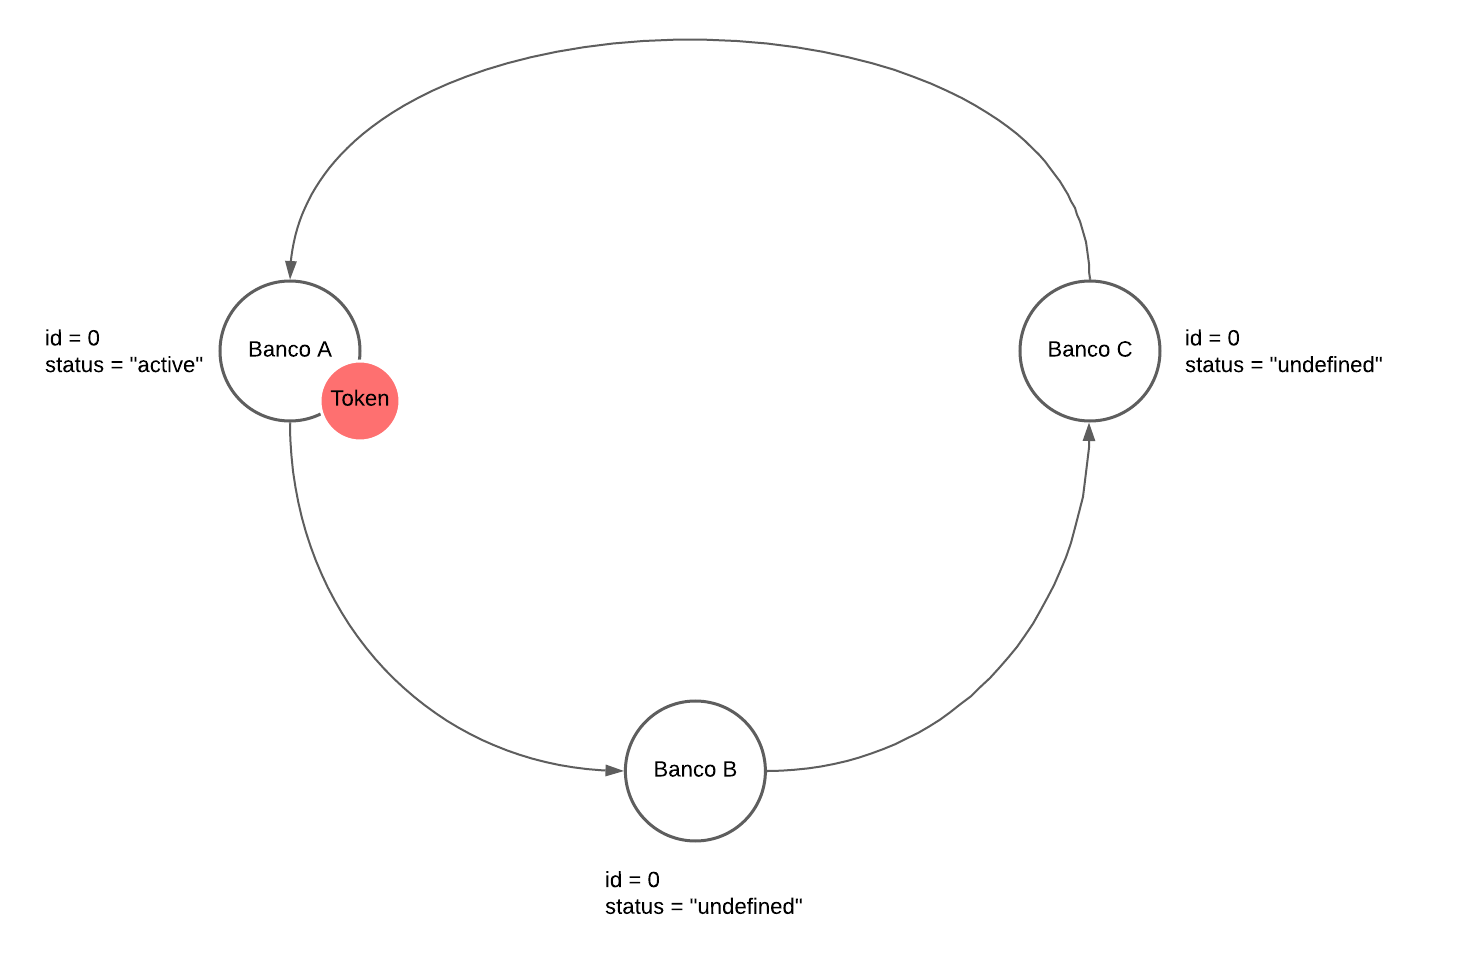 id = 0
status = "active"
Banco A
Token
Banco C
id = 0
status = "undefined"
Banco B
id = 0
status = "undefined"